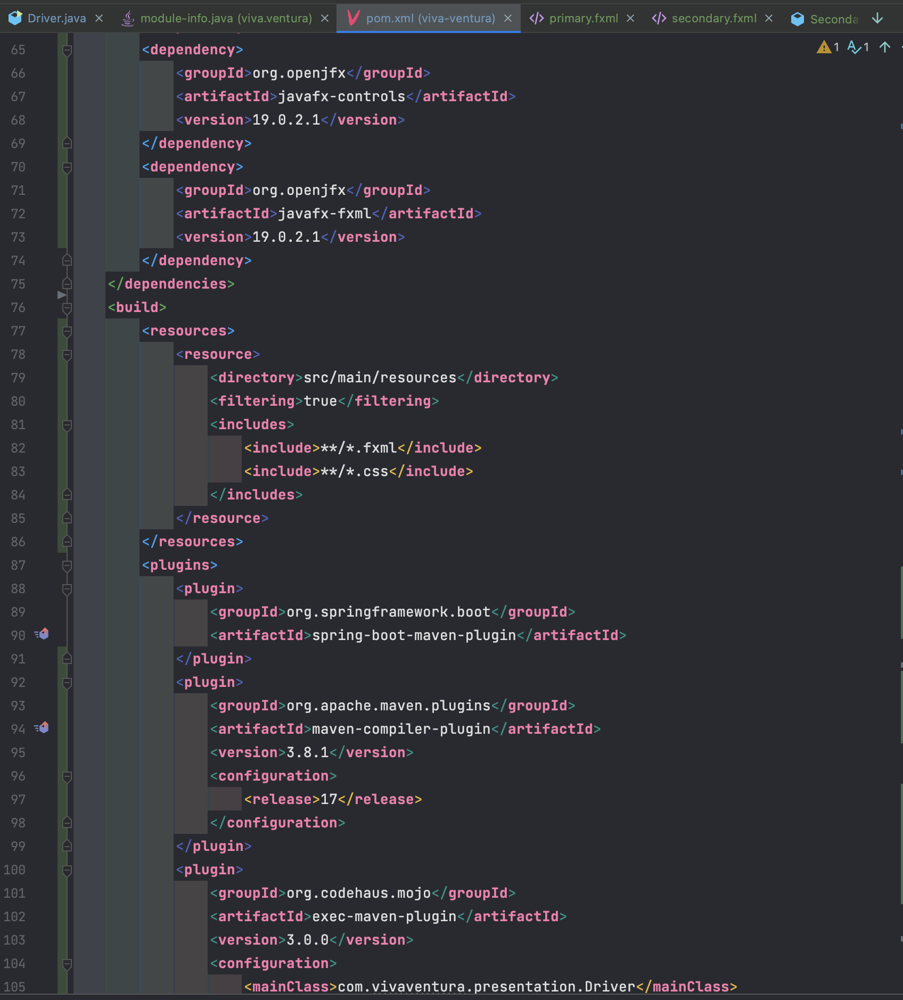 Driver.java module-info.java (viva.ventura) pom.xml (viva-ventura) primary.fxml secondary.fxml Seconda
1 1
65 <dependency>
66 <groupId>org.openjfx</groupId>
67 <artifactId>javafx-controls</artifactId>
68 <version>19.0.2.1</version>
69 </dependency>
70 <dependency>
71 <groupId>org.openjfx</groupId>
72 <artifactId>javafx-fxml</artifactId>
73 <version>19.0.2.1</version>
74 </dependency>
75 </dependencies>
76 <build>
77 <resources>
78 <resource>
79 <directory>src/main/resources</directory>
80 <filtering>true</filtering>
81 <includes>
82 <include>**/*.fxml</include>
83 <include>**/*.css</include>
84 </includes>
85 </resource>
86 </resources>
87 <plugins>
88 <plugin>
89 <groupId>org.springframework.boot</groupId>
90 <artifactId>spring-boot-maven-plugin</artifactId>
91 </plugin>
92 <plugin>
93 <groupId>org.apache.maven.plugins</groupId>
94 <artifactId>maven-compiler-plugin</artifactId>
95 <version>3.8.1</version>
96 <configuration>
97 <release>17</release>
98 </configuration>
99 </plugin>
100 <plugin>
101 <groupId>org.codehaus.mojo</groupId>
102 <artifactId>exec-maven-plugin</artifactId>
103 <version>3.0.0</version>
104 <configuration>
105 <mainClass>com.vivaventura.presentation.Driver</mainClass>